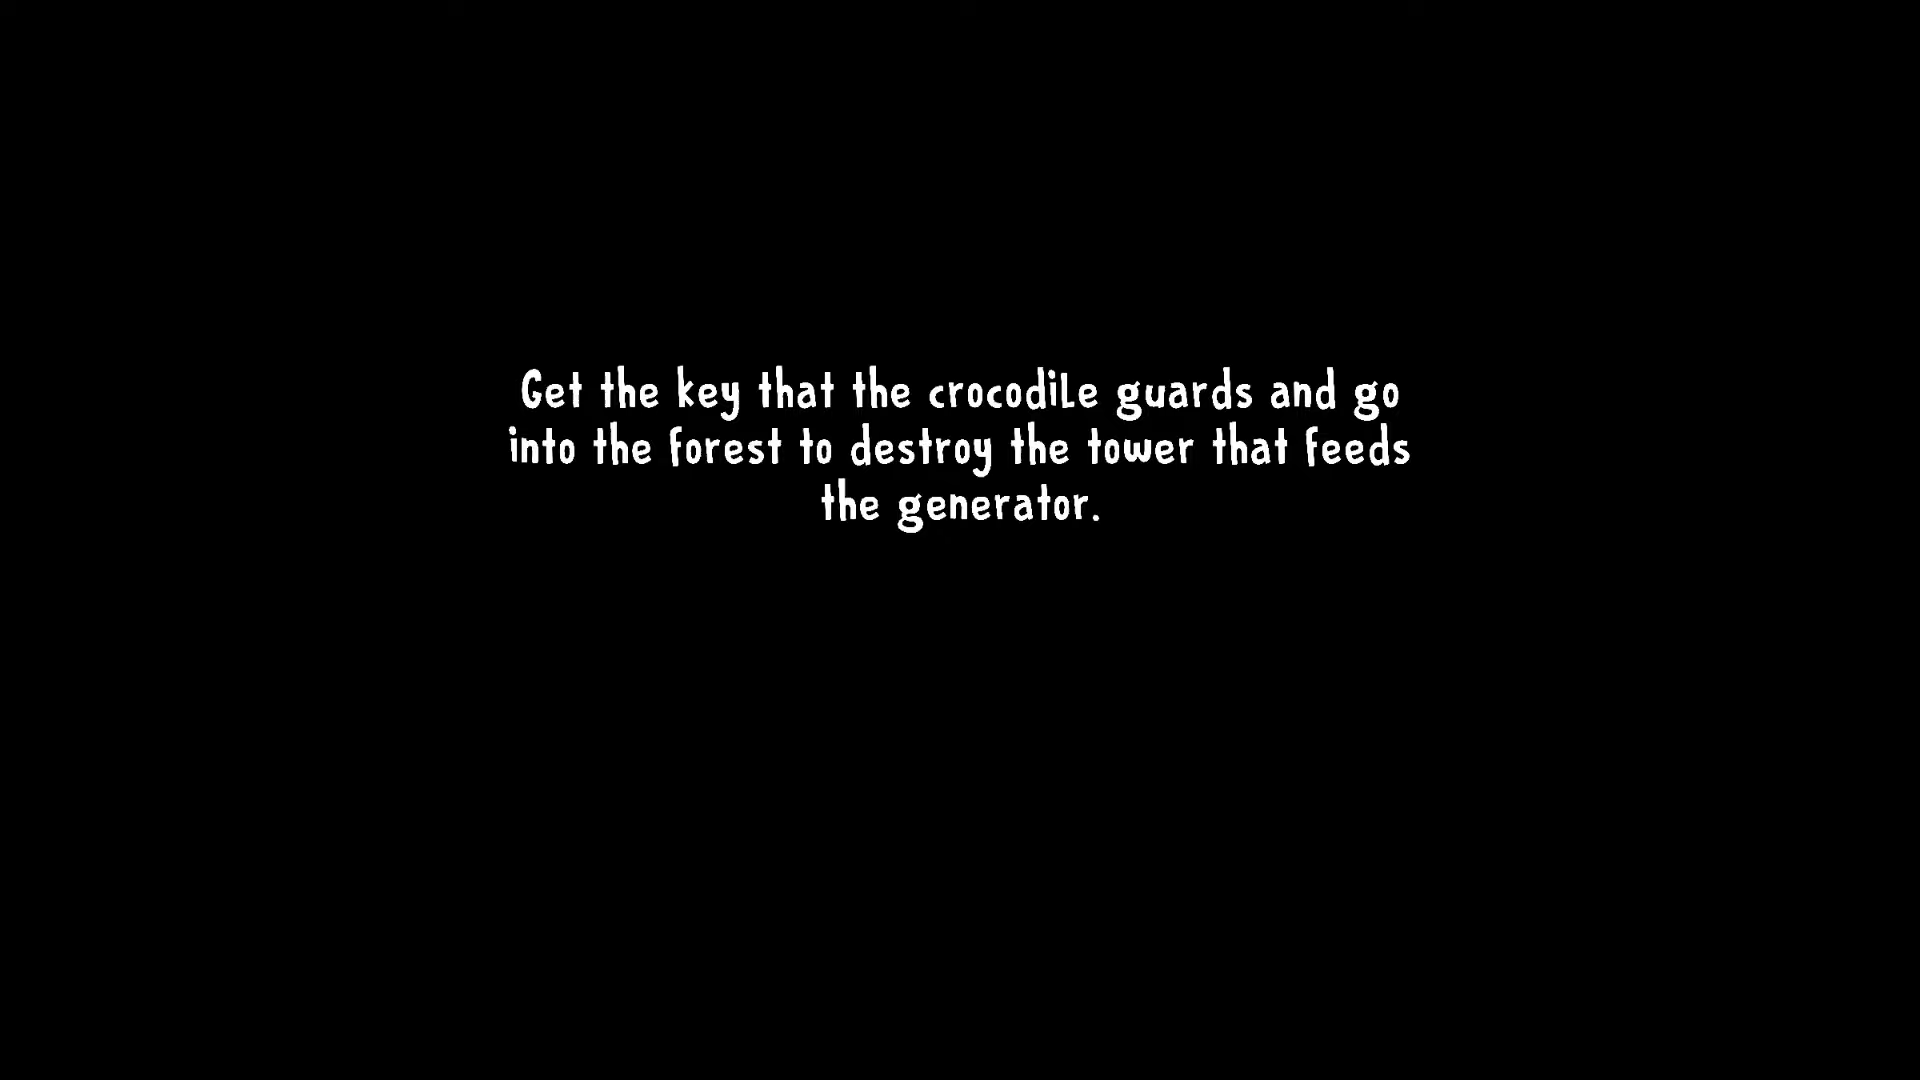 Get the key that the crocodile guards and go
into the forest to destroy the tower that feeds
the generator.